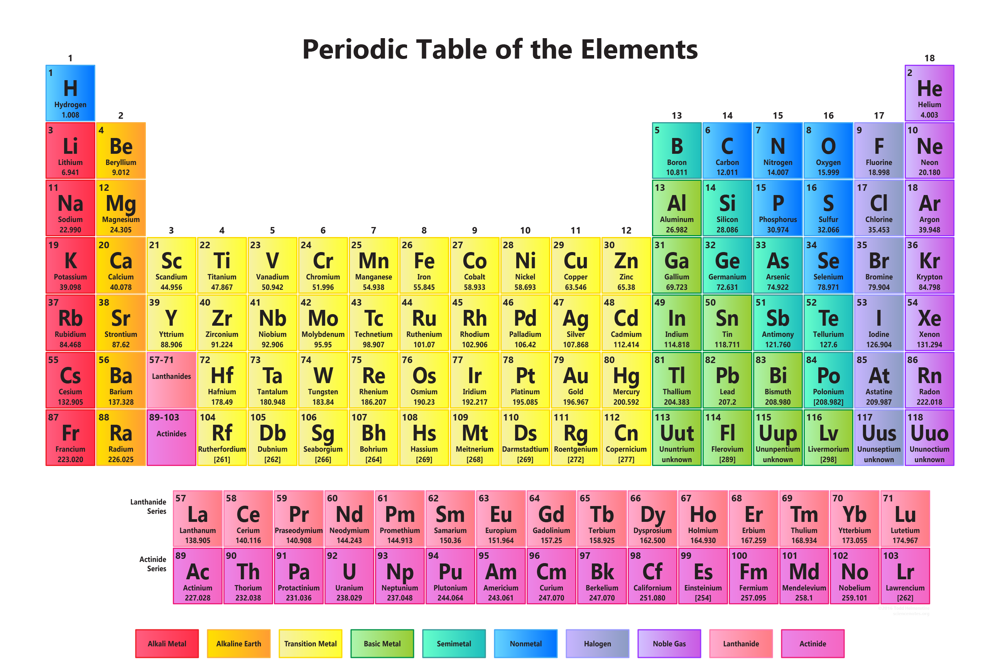 Periodic Table of the Elements
1 18
1 2
H He
Hydrogen Helium
1.008 4.003
2 13 14 15 16 17
3 4 5 6 7 8 9 10
Li Be B C N O F Ne
Lithium Beryllium Boron Carbon Nitrogen Oxygen Fluorine Neon
6.941 9.012 10.811 12.011 14.007 15.999 18.998 20.180
11 12 13 14 15 16 17 18
Na Mg Al Si P S Cl Ar
Sodium Magnesium Aluminum Silicon Phosphorus Sulfur Chlorine Argon
22.990 24.305 26.982 28.086 30.974 32.066 35.453 39.948
3 4 5 6 7 8 9 10 11 12
19 20 21 22 23 24 25 26 27 28 29 30 31 32 33 34 35 36
K Ca Sc Ti V Cr Mn Fe Co Ni Cu Zn Ga Ge As Se Br Kr
Potassium Calcium Scandium Titanium Vanadium Chromium Manganese Iron Cobalt Nickel Copper Zinc Gallium Germanium Arsenic Selenium Bromine Krypton
39.098 40.078 44.956 47.867 50.942 51.996 54.938 55.845 58.933 58.693 63.546 65.38 69.723 72.631 74.922 78.971 79.904 84.798
37 38 39 40 41 42 43 44 45 46 47 48 49 50 51 52 53 54
Rb Sr Y Zr Nb Mo Tc Ru Rh Pd Ag Cd In Sn Sb Te I Xe
Rubidium Strontium Yttrium Zirconium Niobium Molybdenum Technetium Ruthenium Rhodium Palladium Silver Cadmium Indium Tin Antimony Tellurium Iodine Xenon
84.468 87.62 88.906 91.224 92.906 95.95 98.907 101.07 102.906 106.42 107.868 112.414 114.818 118.711 121.760 127.6 126.904 131.294
55 56 57-71 72 73 74 75 76 77 78 79 80 81 82 83 84 85 86
Cs Ba Lanthanides Hf Ta W Re Os Ir Pt Au Hg Tl Pb Bi Po At Rn
Cesium Barium Hafnium Tantalum Tungsten Rhenium Osmium Iridium Platinum Gold Mercury Thallium Lead Bismuth Polonium Astatine Radon
132.905 137.328 178.49 180.948 183.84 186.207 190.23 192.217 195.085 196.967 200.592 204.383 207.2 208.980 [208.982] 209.987 222.018
87 88 89-103 104 105 106 107 108 109 110 111 112 113 114 115 116 117 118
Fr Ra Actinides Rf Db Sg Bh Hs Mt Ds Rg Cn Uut Fl Uup Lv Uus Uuo
Francium Radium Rutherfordium Dubnium Seaborgium Bohrium Hassium Meitnerium Darmstadtium Roentgenium Copernicium Ununtrium Flerovium Ununpentium Livermorium Ununseptium Ununoctium
223.020 226.025 [261] [262] [266] [264] [269] [268] [269] [272] [277] unknown [289] unknown [298] unknown unknown
Lanthanide
Series
57 58 59 60 61 62 63 64 65 66 67 68 69 70 71
La Ce Pr Nd Pm Sm Eu Gd Tb Dy Ho Er Tm Yb Lu
Lanthanum Cerium Praseodymium Neodymium Promethium Samarium Europium Gadolinium Terbium Dysprosium Holmium Erbium Thulium Ytterbium Lutetium
138.905 140.116 140.908 144.243 144.913 150.36 151.964 157.25 158.925 162.500 164.930 167.259 168.934 173.055 174.967
Actinide
Series
89 90 91 92 93 94 95 96 97 98 99 100 101 102 103
Ac Th Pa U Np Pu Am Cm Bk Cf Es Fm Md No Lr
Actinium Thorium Protactinium Uranium Neptunium Plutonium Americium Curium Berkelium Californium Einsteinium Fermium Mendelevium Nobelium Lawrencium
227.028 232.038 231.036 238.029 237.048 244.064 243.061 247.070 247.070 251.080 [254] 257.095 258.1 259.101 [262]
©2016 Todd Helmenstine
sciencenotes.org
Alkali Metal Alkaline Earth Transition Metal Basic Metal Semimetal Nonmetal Halogen Noble Gas Lanthanide Actinide